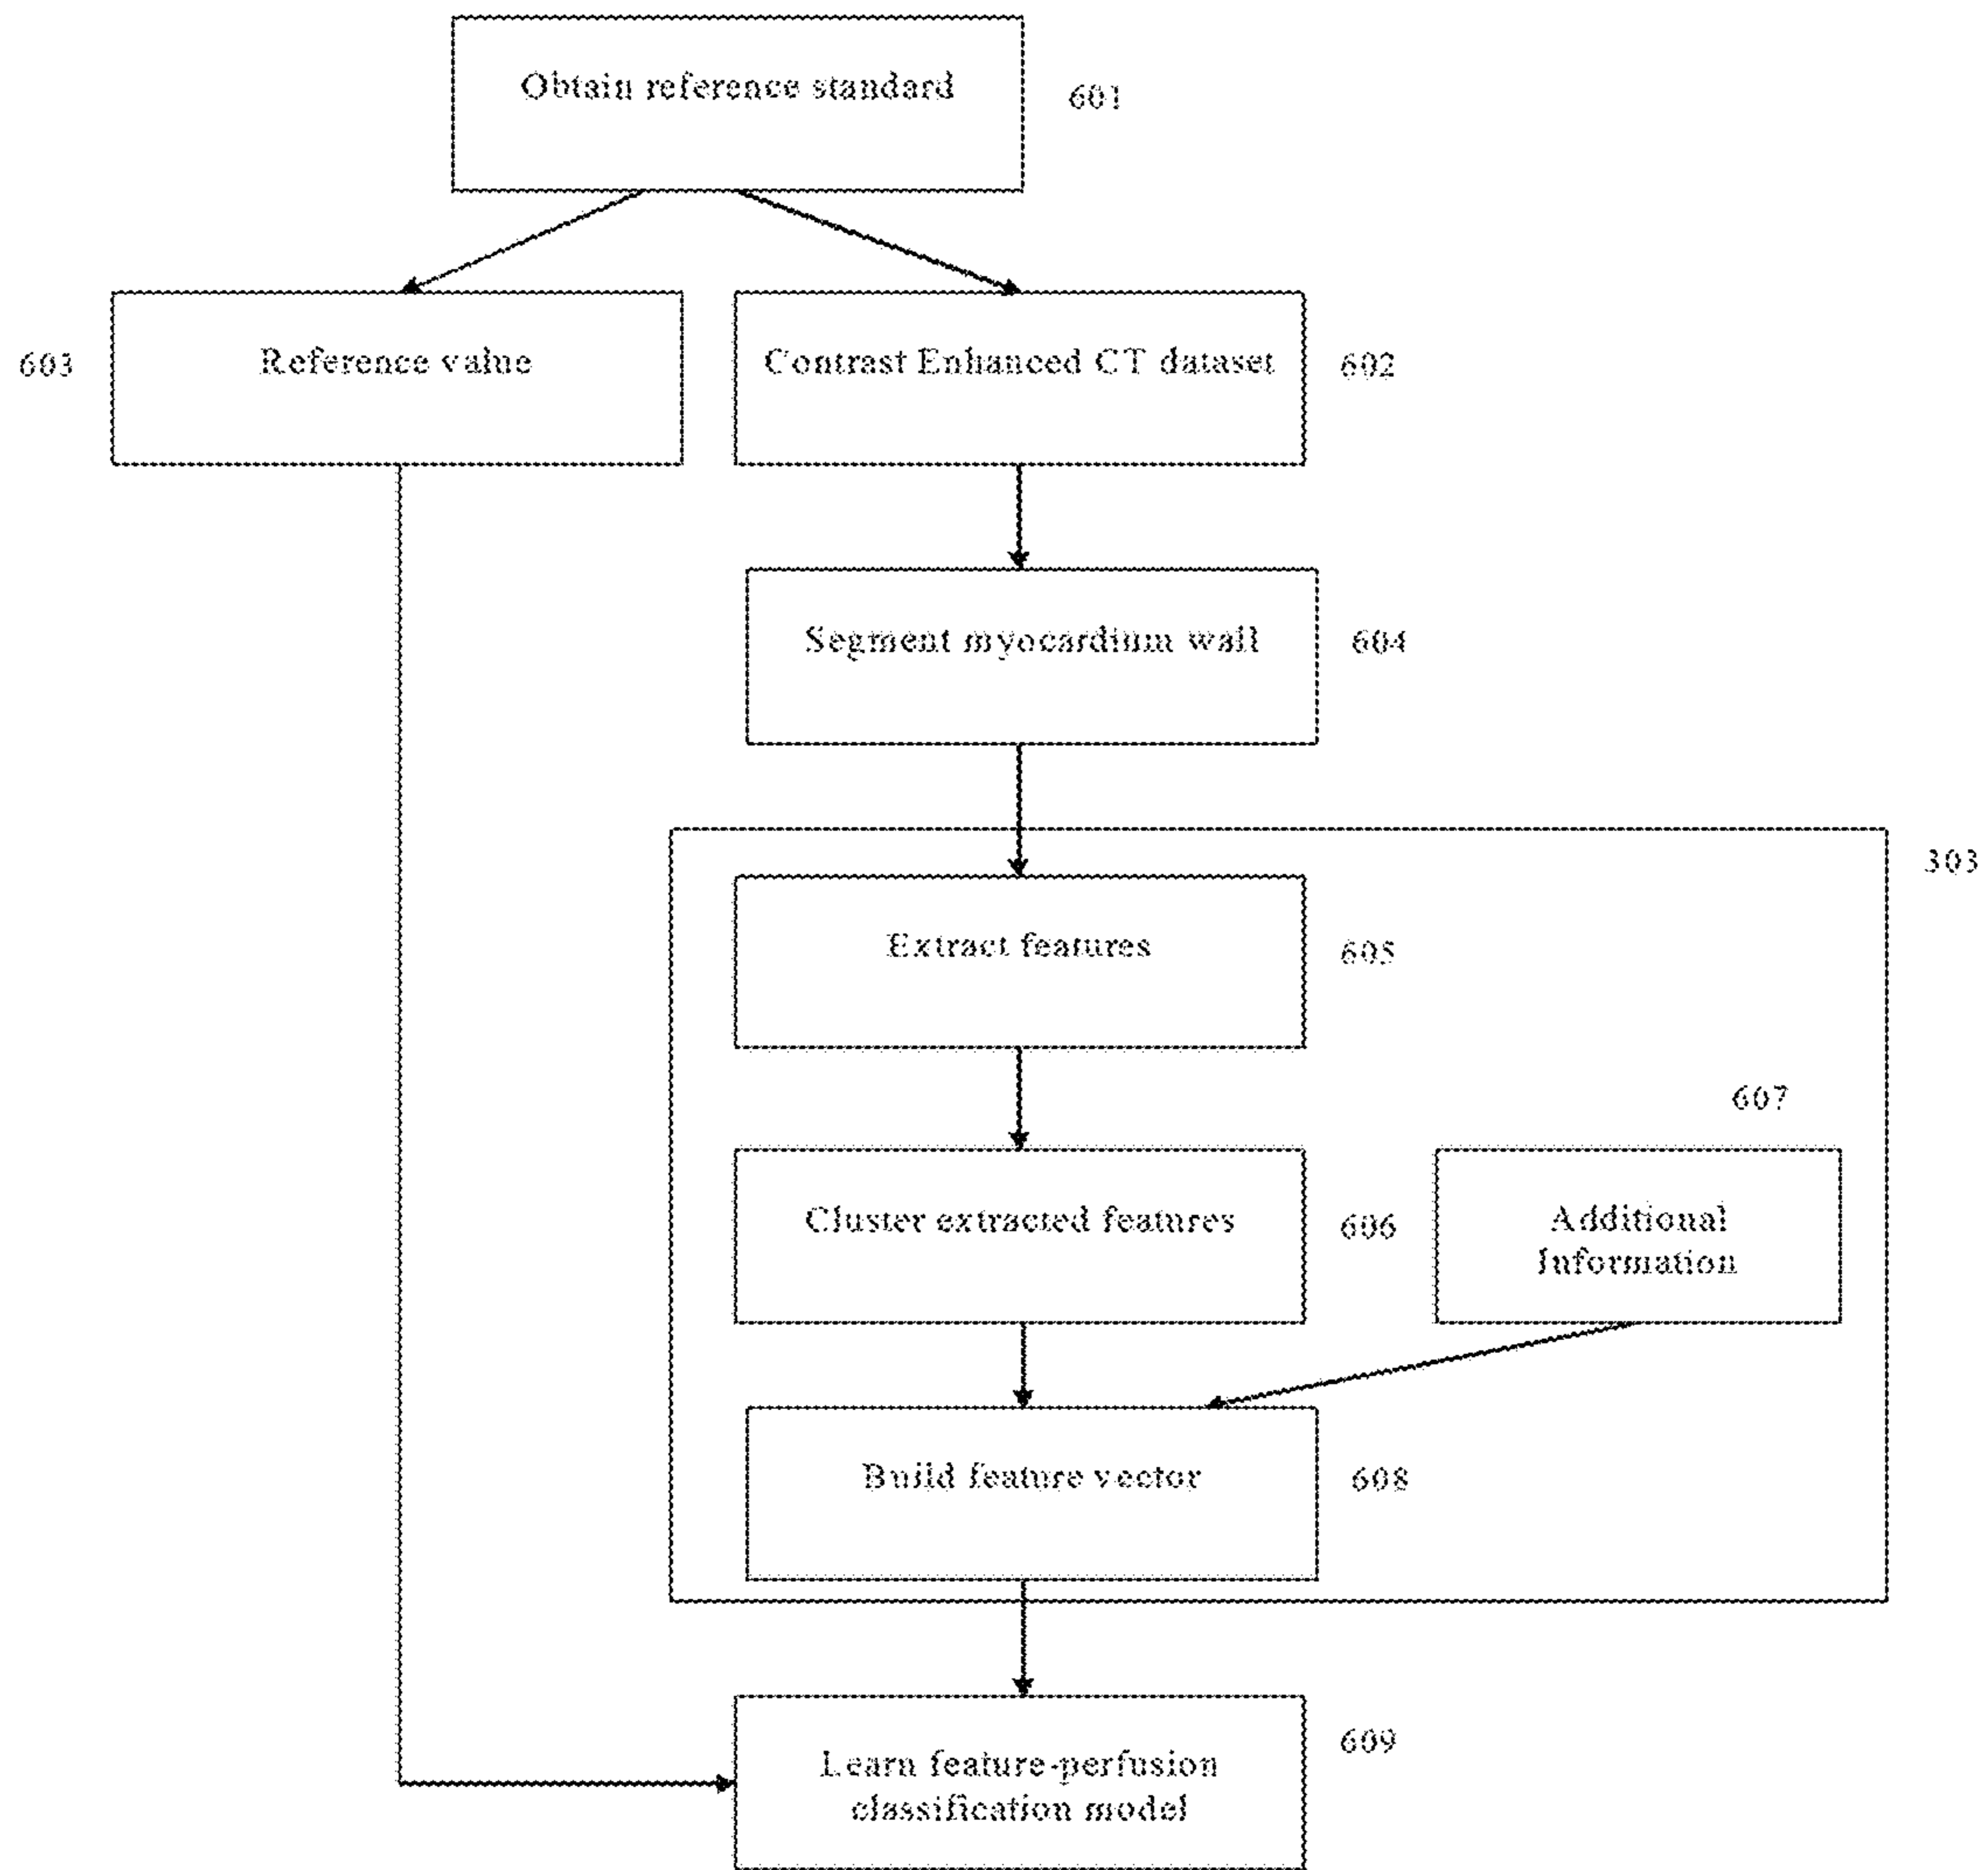 Obtain reference standard
601
603
Reference value
Contrast Enhanced CT dataset
602
Segment myocardium wall
604
303
Extract features
605
607
Cluster extracted features
606
Additional
Information
Build feature vector
608
609
Learn feature-perfusion
classification model